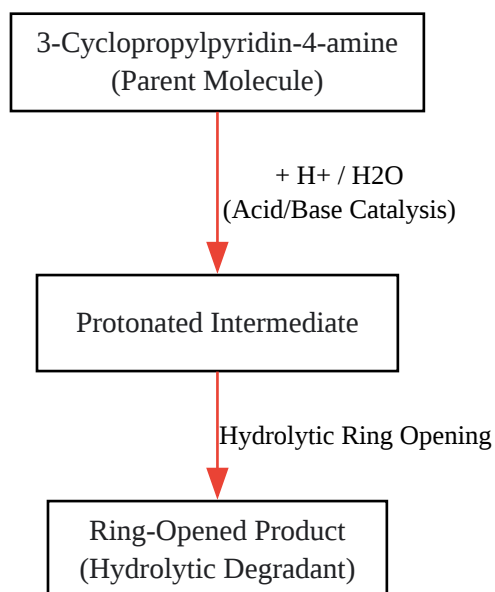 3-Cyclopropylpyridin-4-amine
(Parent Molecule)
+ H+ / H2O
(Acid/Base Catalysis)
Protonated Intermediate
Hydrolytic Ring Opening
Ring-Opened Product
(Hydrolytic Degradant)